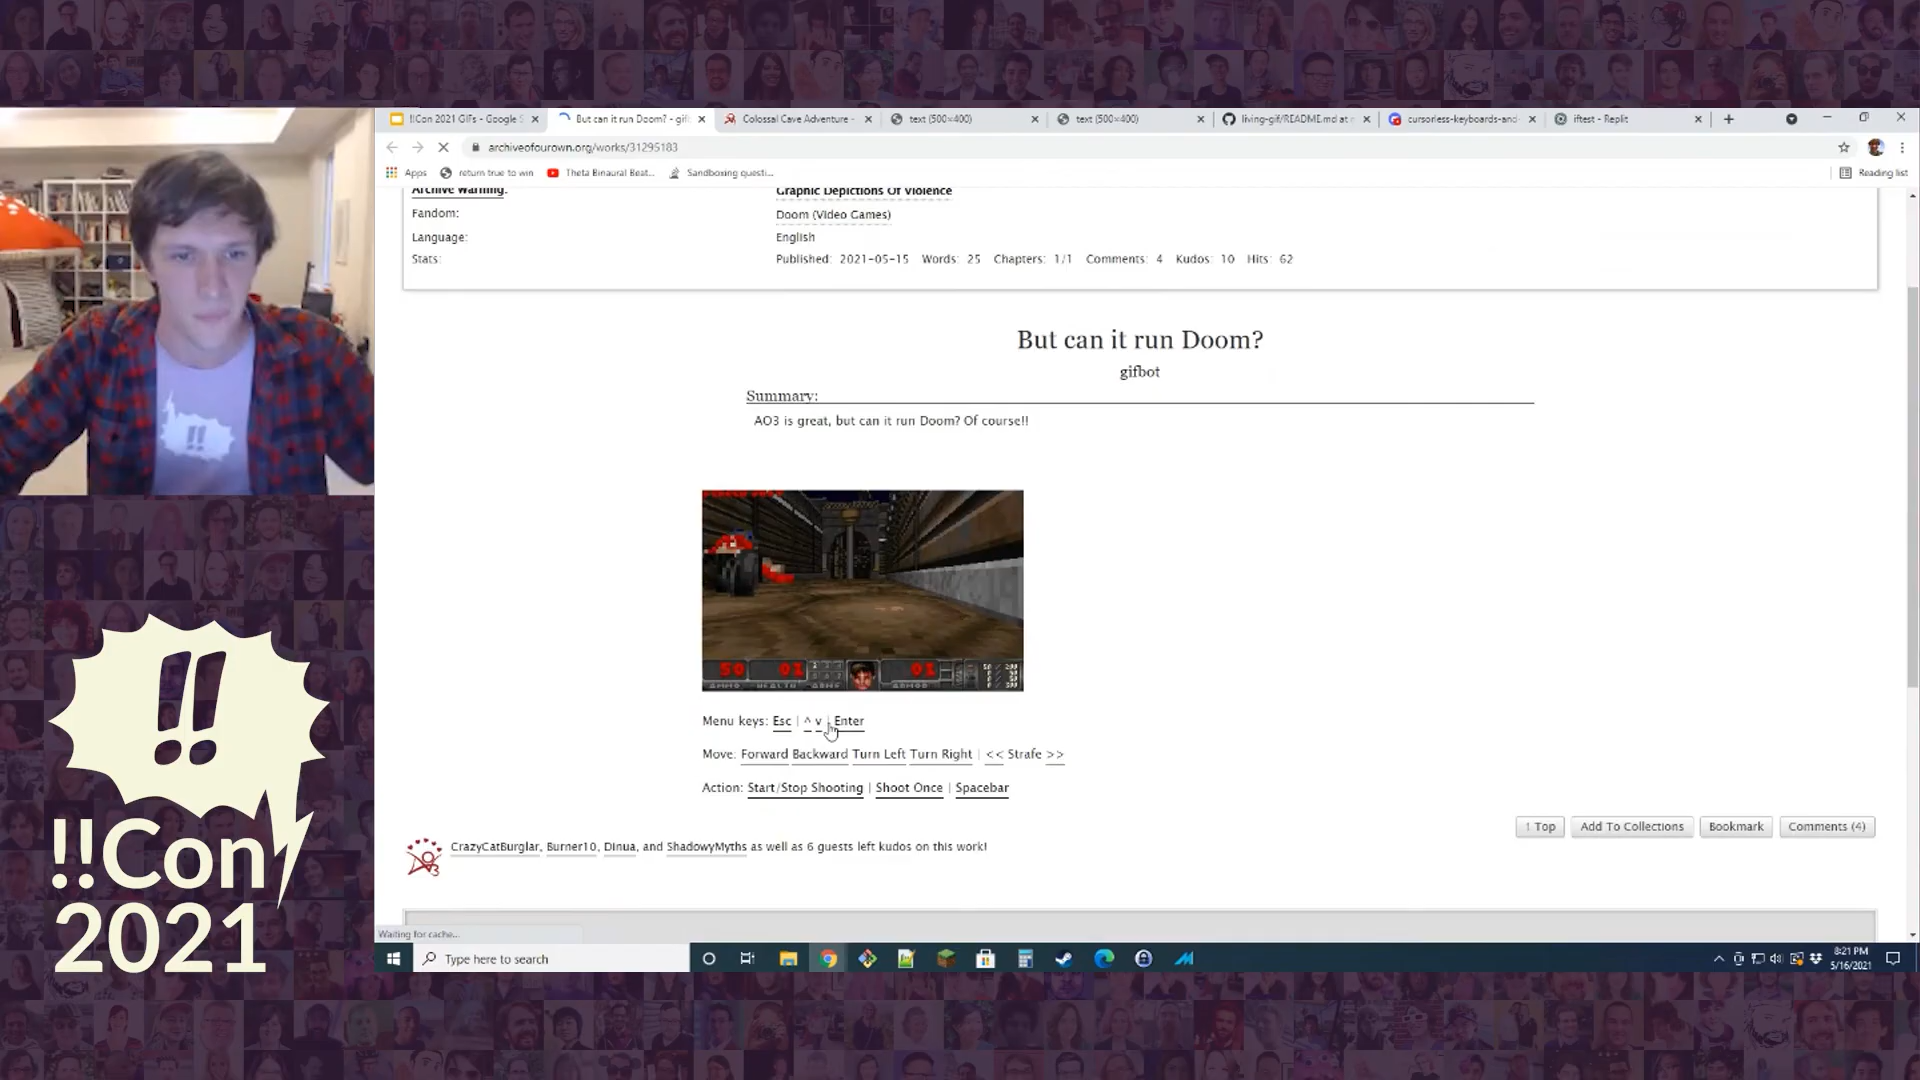 !!Con 2021 GIFs - Google S
But can it run Doom? - gifb
Colossal Cave Adventure -
text (500×400)
text (500×400)
living-gif/README.md at m
cursorless-keyboards-and-
iftest - Replit
archiveofourown.org/works/31295183
Apps
return true to win
Theta Binaural Beat...
Sandboxing questi...
Reading list
Archive Warning:
Graphic Depictions Of Violence
Fandom:
Doom (Video Games)
Language:
English
Stats:
Published: 2021-05-15 Words: 25 Chapters: 1/1 Comments: 4 Kudos: 10 Hits: 62
But can it run Doom?
gifbot
Summary:
AO3 is great, but can it run Doom? Of course!!
50 01 01
Menu keys: Esc | ^ v | Enter
Move: Forward Backward Turn Left Turn Right | << Strafe >>
Action: Start/Stop Shooting | Shoot Once | Spacebar
↑ Top
Add To Collections
Bookmark
Comments (4)
CrazyCatBurglar, Burner10, Dinua, and ShadowyMyths as well as 6 guests left kudos on this work!
Waiting for cache...
Type here to search
8:21 PM
5/16/2021
!!
!!
!!Con
2021